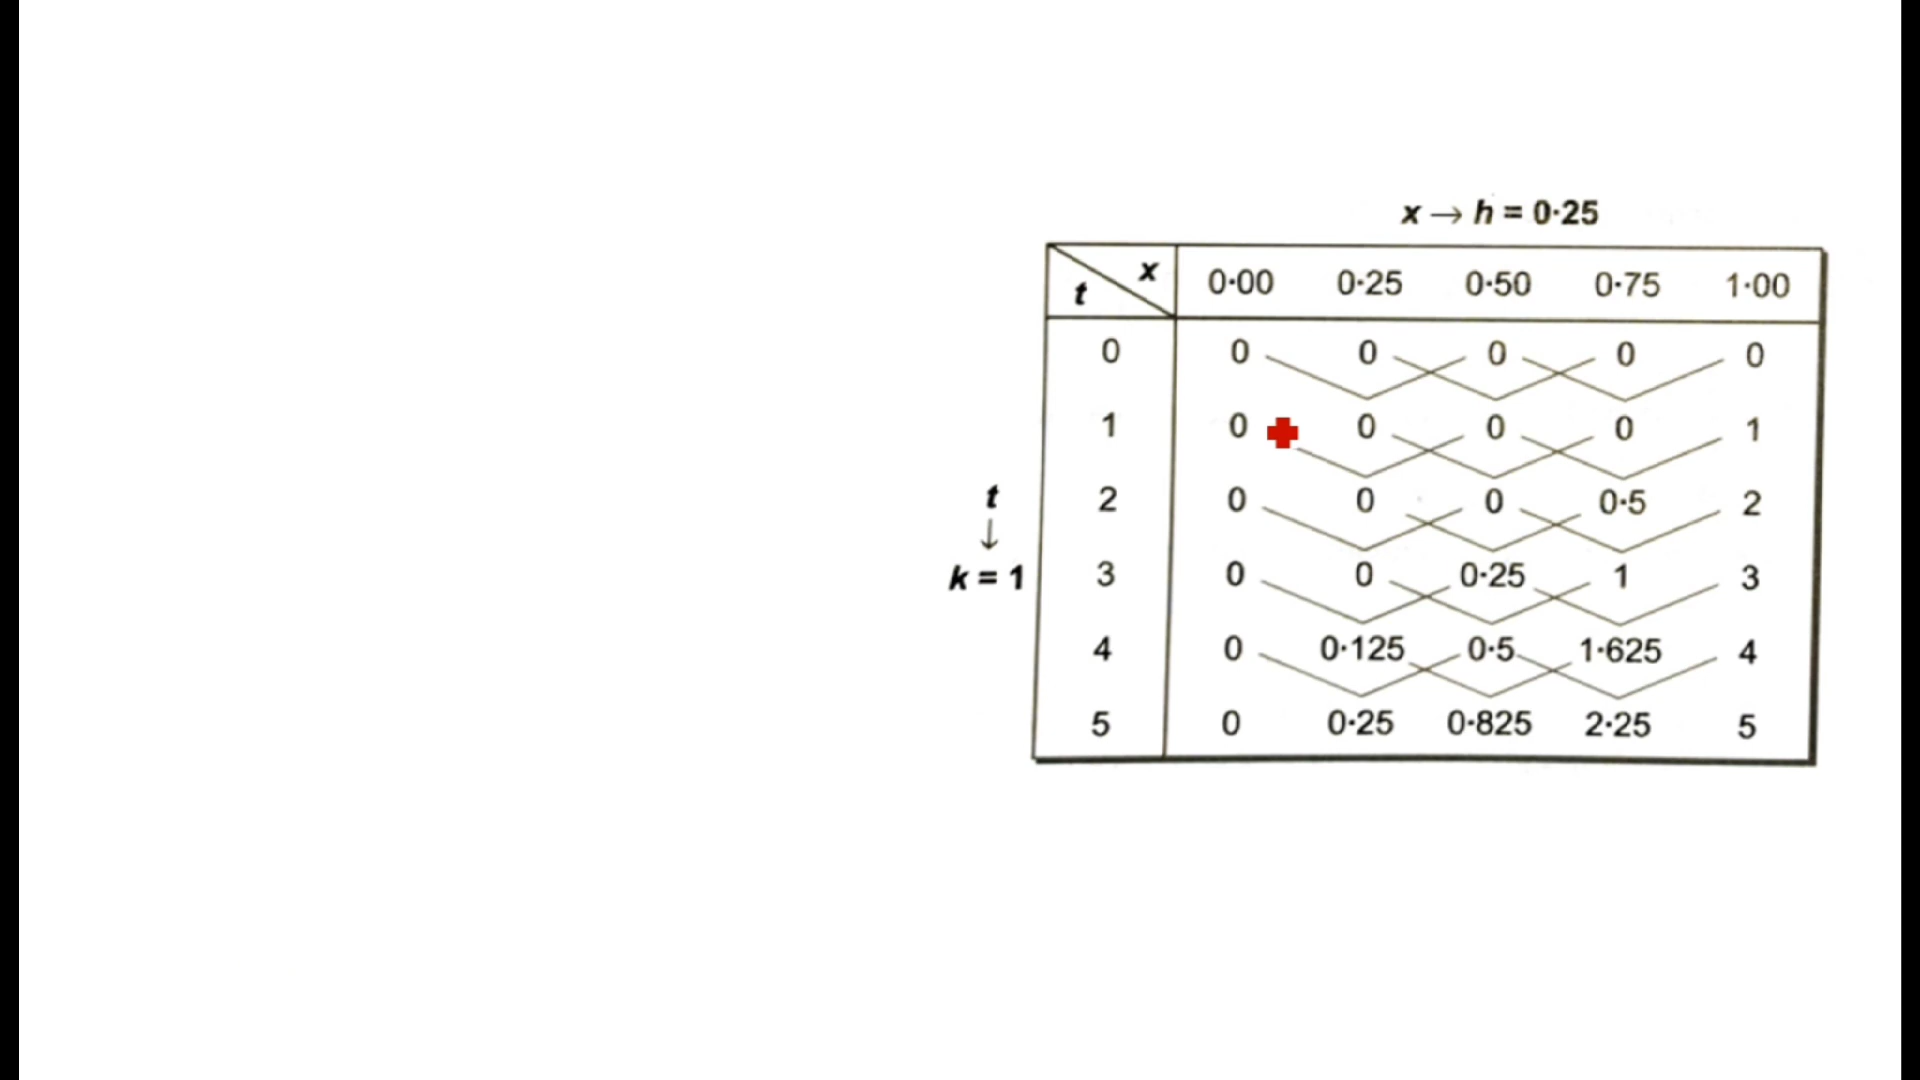 x → h = 0·25
t x 0·00 0·25 0·50 0·75 1·00
0 0 0 0 0 0
1 0 0 0 0 1
2 0 0 0 0·5 2
t
↓
k = 1
3 0 0 0·25 1 3
4 0 0·125 0·5 1·625 4
5 0 0·25 0·825 2·25 5